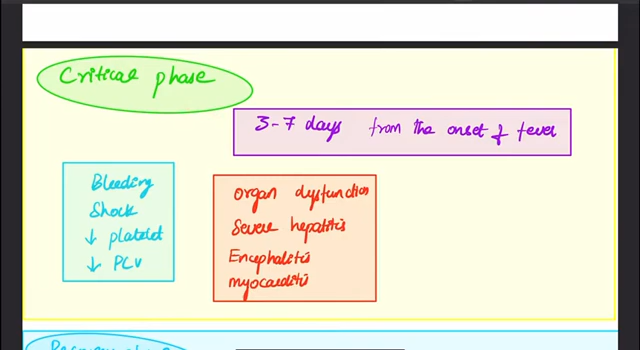 Critical phase
3-7 days from the onset of fever
Bleeding
Shock
↓ platelet
↓ PCV
Organ dysfunction
Severe hepatitis
Encephalitis
myocarditis